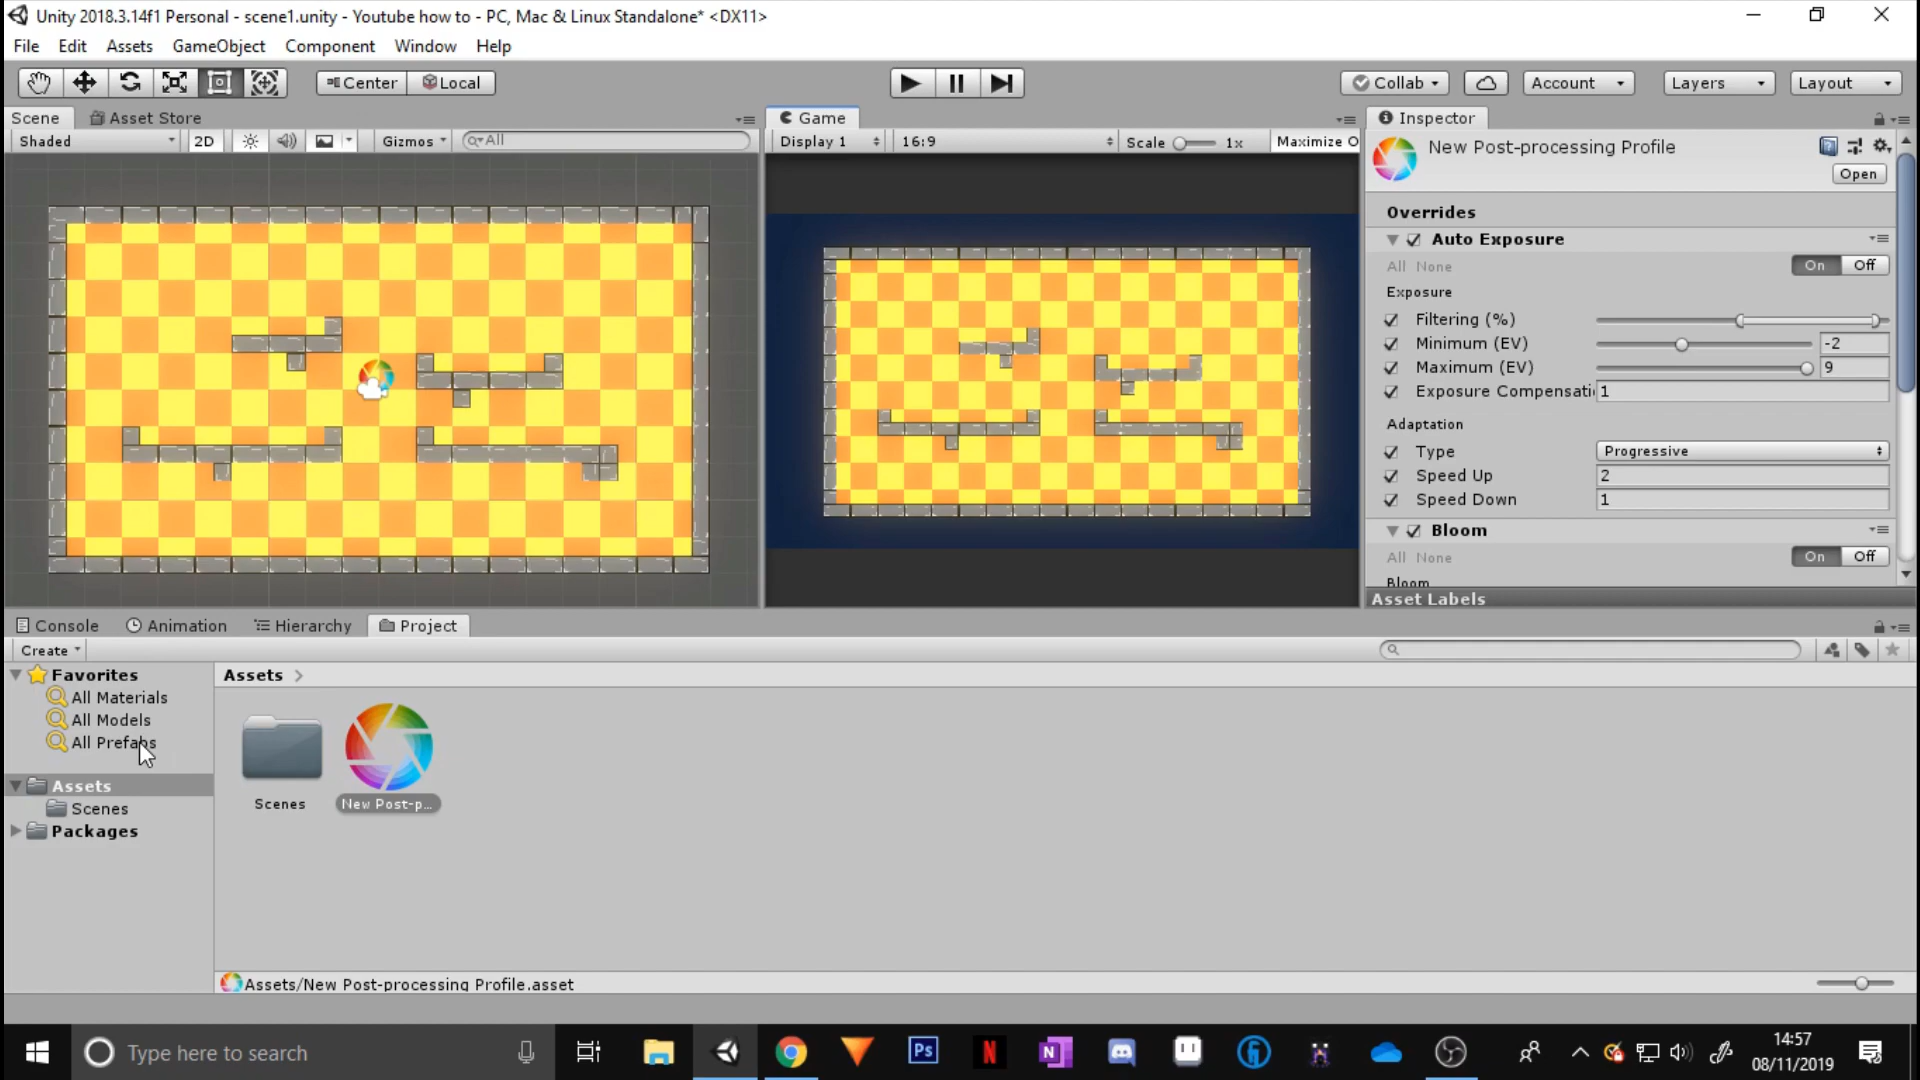 Unity 2018.3.14f1 Personal - scene1.unity - Youtube how to - PC, Mac & Linux Standalone* <DX11>
File Edit Assets GameObject Component Window Help
Center Local Collab Account Layers Layout
Scene Asset Store
Shaded 2D Gizmos All
Game
Display 1 16:9 Scale 1x Maximize O
Inspector
New Post-processing Profile
Open
Overrides
Auto Exposure
All None On Off
Exposure
Filtering (%)
Minimum (EV) -2
Maximum (EV) 9
Exposure Compensati 1
Adaptation
Type Progressive
Speed Up 2
Speed Down 1
Bloom
All None On Off
Bloom
Asset Labels
Console Animation Hierarchy Project
Create
Favorites
All Materials
All Models
All Prefabs
Assets
Scenes
Packages
Assets
Scenes New Post-p...
Assets/New Post-processing Profile.asset
Type here to search
Ps
N
N
14:57
08/11/2019